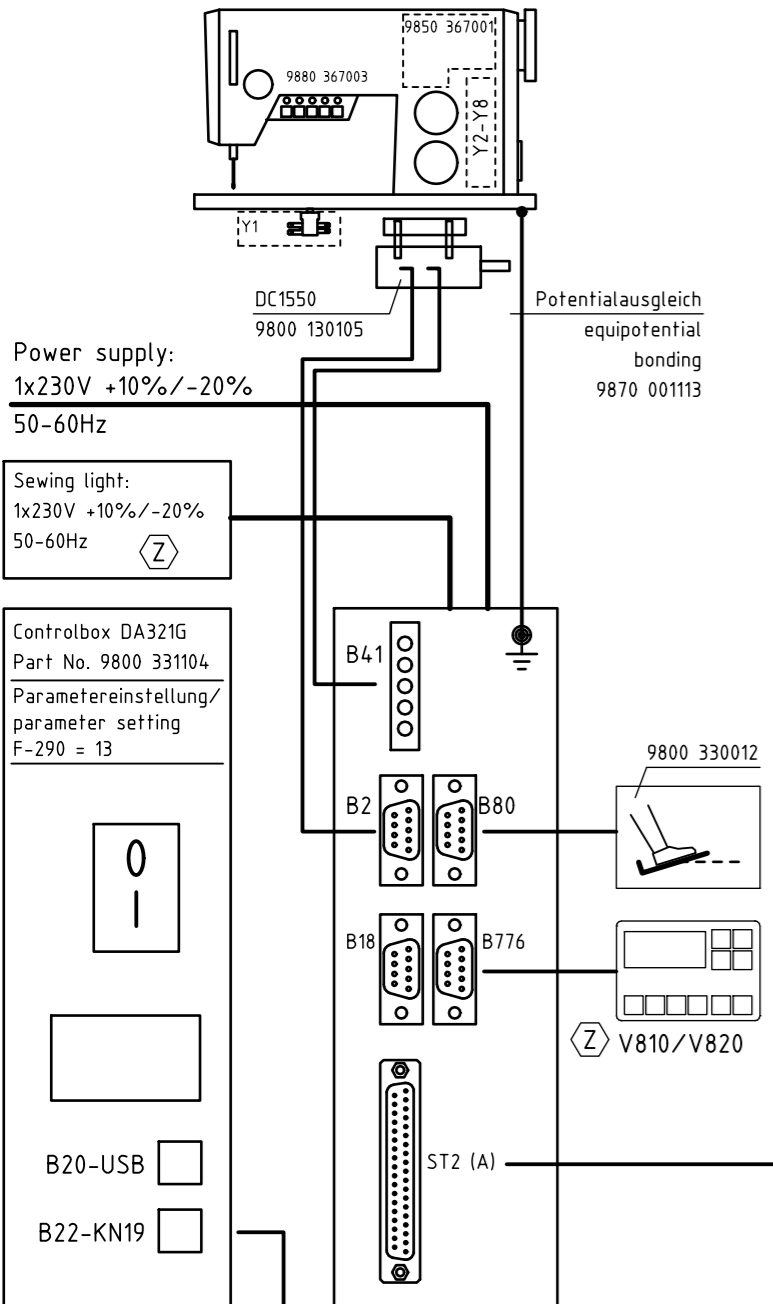 9850 367001
9880 367003
Y2-Y8
Y1
DC1550
9800 130105
Potentialausgleich
equipotential
bonding
9870 001113
Power supply:
1x230V +10%/-20%
50-60Hz
Sewing light:
1x230V +10%/-20%
50-60Hz
Z
Controlbox DA321G
Part No. 9800 331104
Parametereinstellung/
parameter setting
F-290 = 13
0
I
B20-USB
B22-KN19
B41
B2
B80
9800 330012
B18
B776
Z V810/V820
ST2 (A)